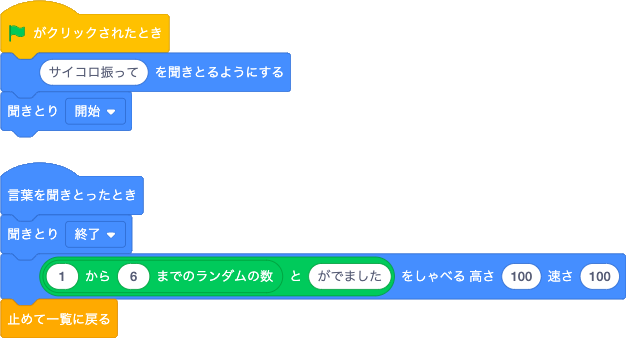 がクリックされたとき
サイコロ振って を聞きとるようにする
聞きとり 開始
言葉を聞きとったとき
聞きとり 終了
1 から 6 までのランダムの数 と がでました をしゃべる 高さ 100 速さ 100
止めて一覧に戻る